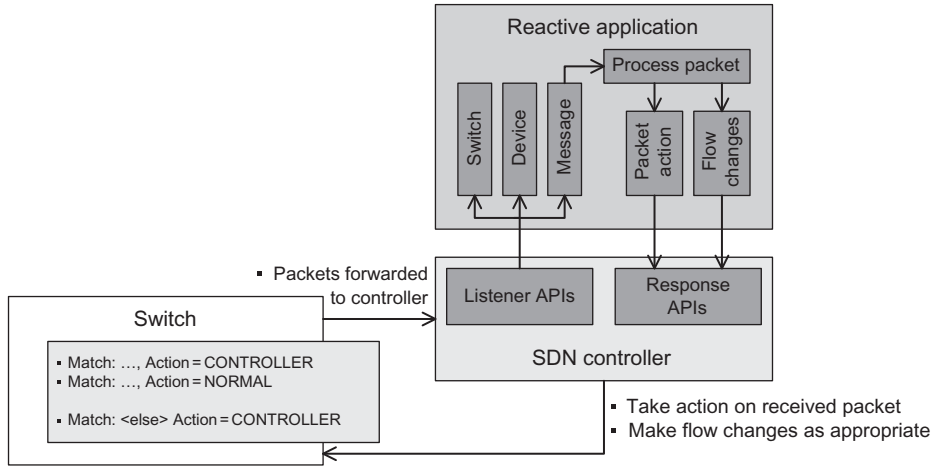 Reactive application
Process packet
Switch
Device
Message
Packet
action
Flow
changes
▪ Packets forwarded
to controller
Listener APIs
Response
APIs
SDN controller
Switch
▪ Match: …, Action = CONTROLLER
▪ Match: …, Action = NORMAL
▪ Match: <else> Action = CONTROLLER
▪ Take action on received packet
▪ Make flow changes as appropriate